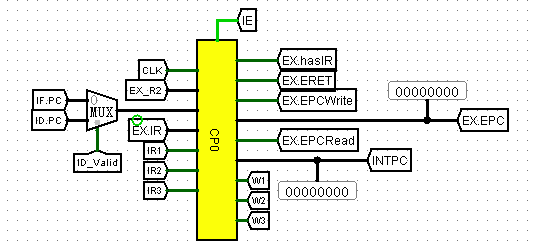 IE
CLK
EX_R2
IF.PC
ID.PC
0
MUX
ID_Valid
EX.IR
IR1
IR2
IR3
CP0
EX.hasIR
EX.ERET
EX.EPCWrite
00000000
EX.EPC
EX.EPCRead
INTPC
00000000
W1
W2
W3